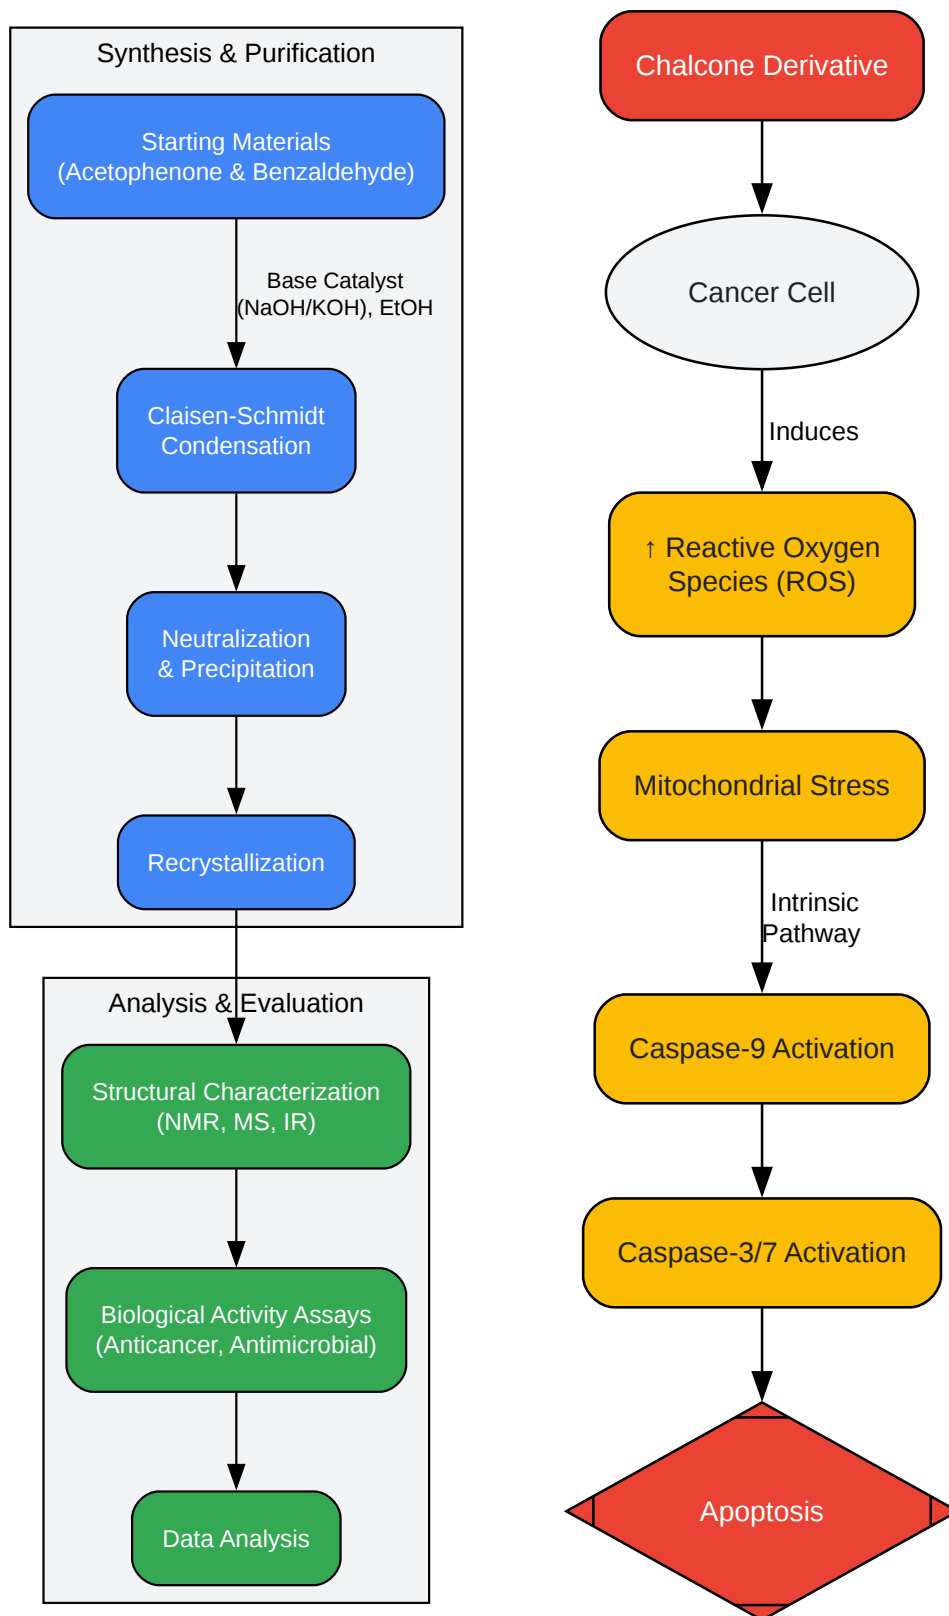 Synthesis & Purification
Starting Materials
(Acetophenone & Benzaldehyde)
Base Catalyst
(NaOH/KOH), EtOH
Claisen-Schmidt
Condensation
Neutralization
& Precipitation
Recrystallization
Analysis & Evaluation
Structural Characterization
(NMR, MS, IR)
Biological Activity Assays
(Anticancer, Antimicrobial)
Data Analysis
Chalcone Derivative
Cancer Cell
Induces
↑ Reactive Oxygen
Species (ROS)
Mitochondrial Stress
Intrinsic
Pathway
Caspase-9 Activation
Caspase-3/7 Activation
Apoptosis